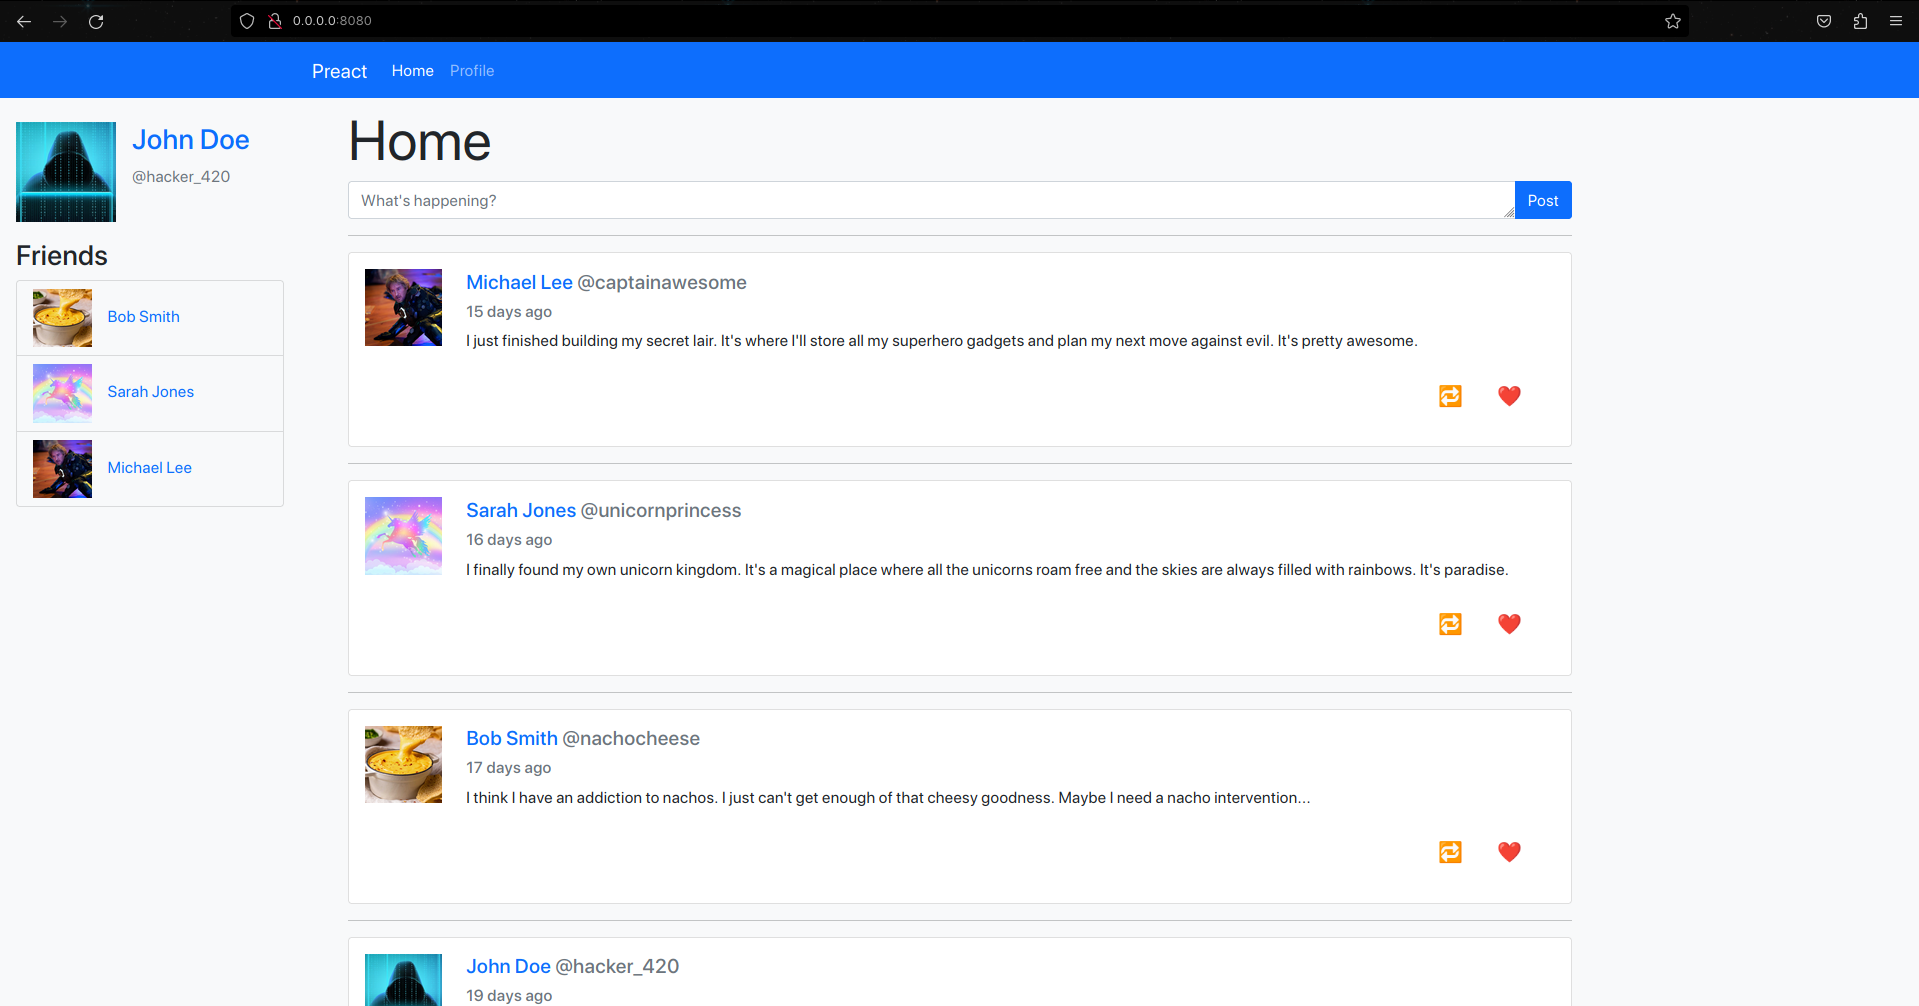 0.0.0.0:8080
Preact Home Profile
John Doe
@hacker_420
Friends
Bob Smith
Sarah Jones
Michael Lee
Home
What's happening?
Post
Michael Lee @captainawesome
15 days ago
I just finished building my secret lair. It's where I'll store all my superhero gadgets and plan my next move against evil. It's pretty awesome.
Sarah Jones @unicornprincess
16 days ago
I finally found my own unicorn kingdom. It's a magical place where all the unicorns roam free and the skies are always filled with rainbows. It's paradise.
Bob Smith @nachocheese
17 days ago
I think I have an addiction to nachos. I just can't get enough of that cheesy goodness. Maybe I need a nacho intervention...
John Doe @hacker_420
19 days ago